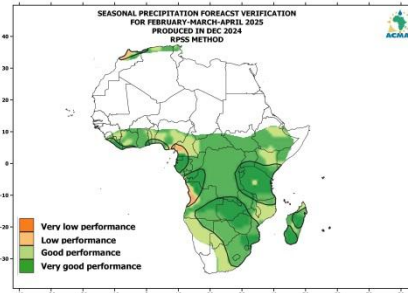 SEASONAL PRECIPITATION FOREACST VERIFICATION
FOR FEBRUARY-MARCH-APRIL 2025
PRODUCED IN DEC 2024
RPSS METHOD
ACMAD
40
30
20
10
0
-10
-20
-30
Very low performance
Low performance
Good performance
Very good performance